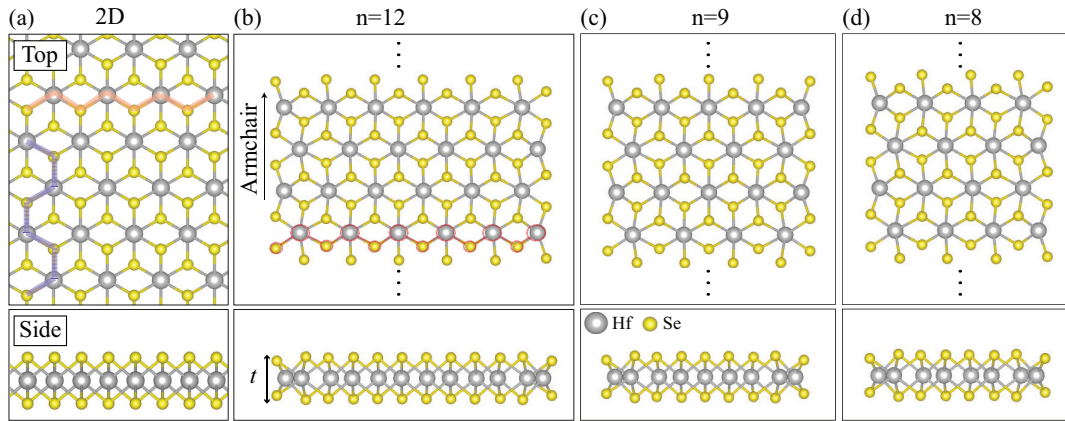 (a) 2D
(b) n=12
(c) n=9
(d) n=8
Top
Armchair
Side
t
Hf Se